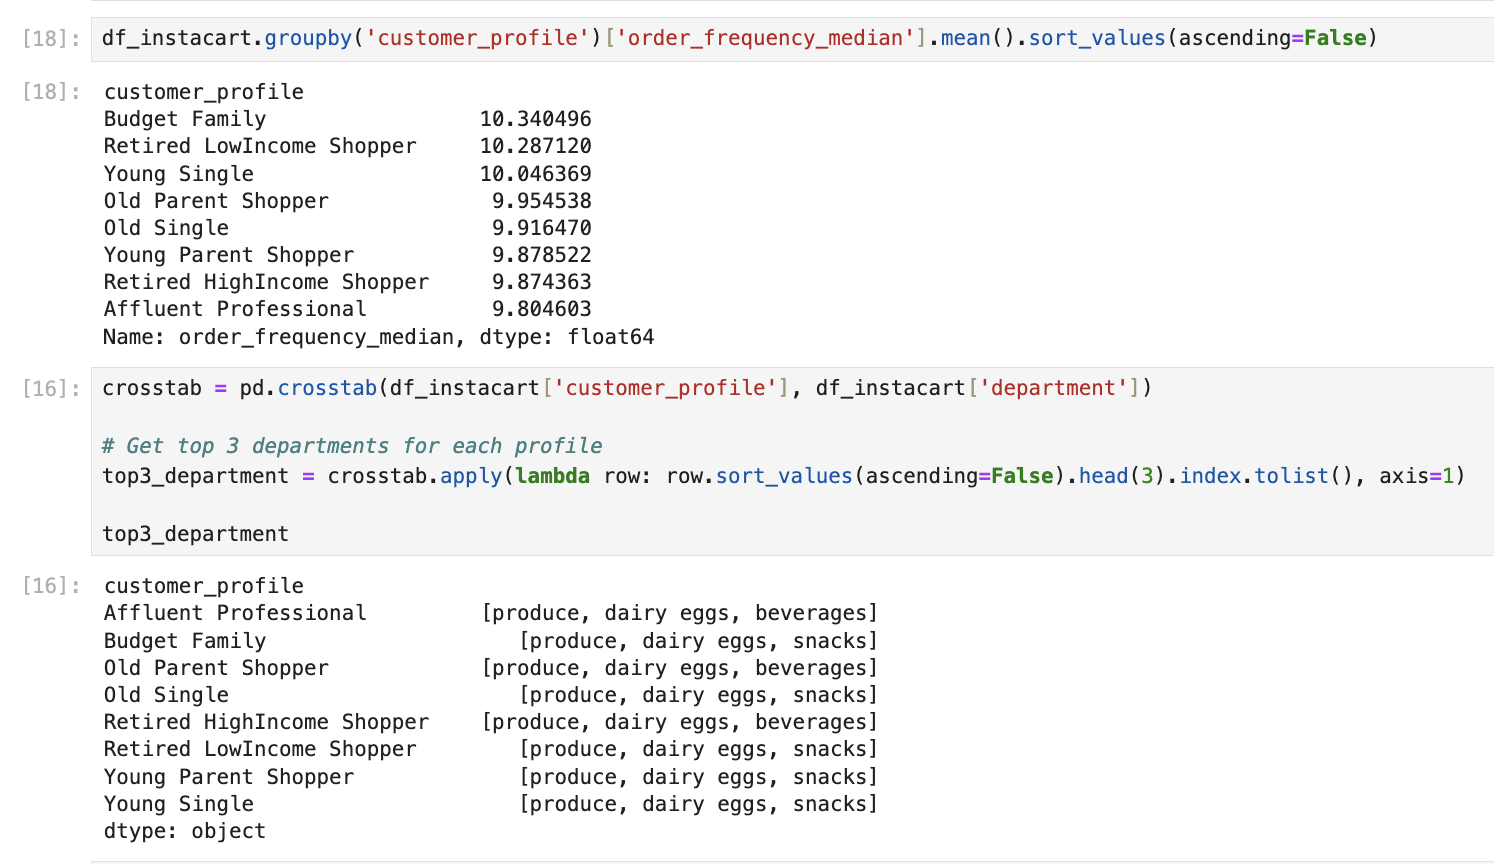 [18]: df_instacart.groupby('customer_profile')['order_frequency_median'].mean().sort_values(ascending=False)
[18]: customer_profile
Budget Family 10.340496
Retired LowIncome Shopper 10.287120
Young Single 10.046369
Old Parent Shopper 9.954538
Old Single 9.916470
Young Parent Shopper 9.878522
Retired HighIncome Shopper 9.874363
Affluent Professional 9.804603
Name: order_frequency_median, dtype: float64
[16]: crosstab = pd.crosstab(df_instacart['customer_profile'], df_instacart['department'])
# Get top 3 departments for each profile
top3_department = crosstab.apply(lambda row: row.sort_values(ascending=False).head(3).index.tolist(), axis=1)
top3_department
[16]: customer_profile
Affluent Professional [produce, dairy eggs, beverages]
Budget Family [produce, dairy eggs, snacks]
Old Parent Shopper [produce, dairy eggs, beverages]
Old Single [produce, dairy eggs, snacks]
Retired HighIncome Shopper [produce, dairy eggs, beverages]
Retired LowIncome Shopper [produce, dairy eggs, snacks]
Young Parent Shopper [produce, dairy eggs, snacks]
Young Single [produce, dairy eggs, snacks]
dtype: object